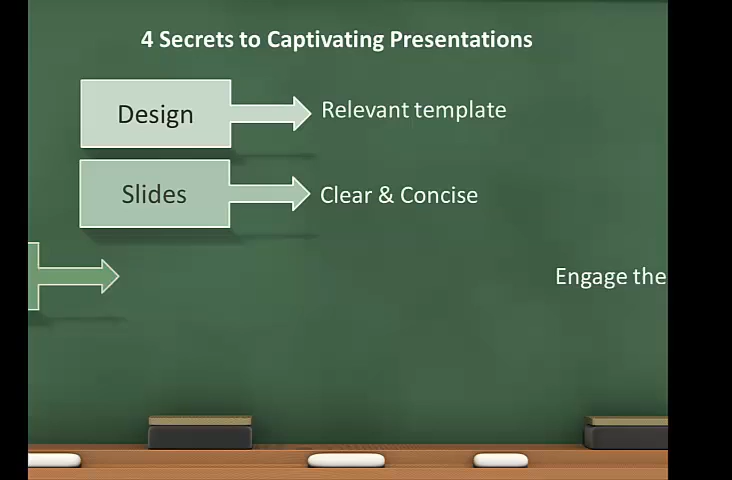 4 Secrets to Captivating Presentations
Design
Relevant template
Slides
Clear & Concise
Engage the